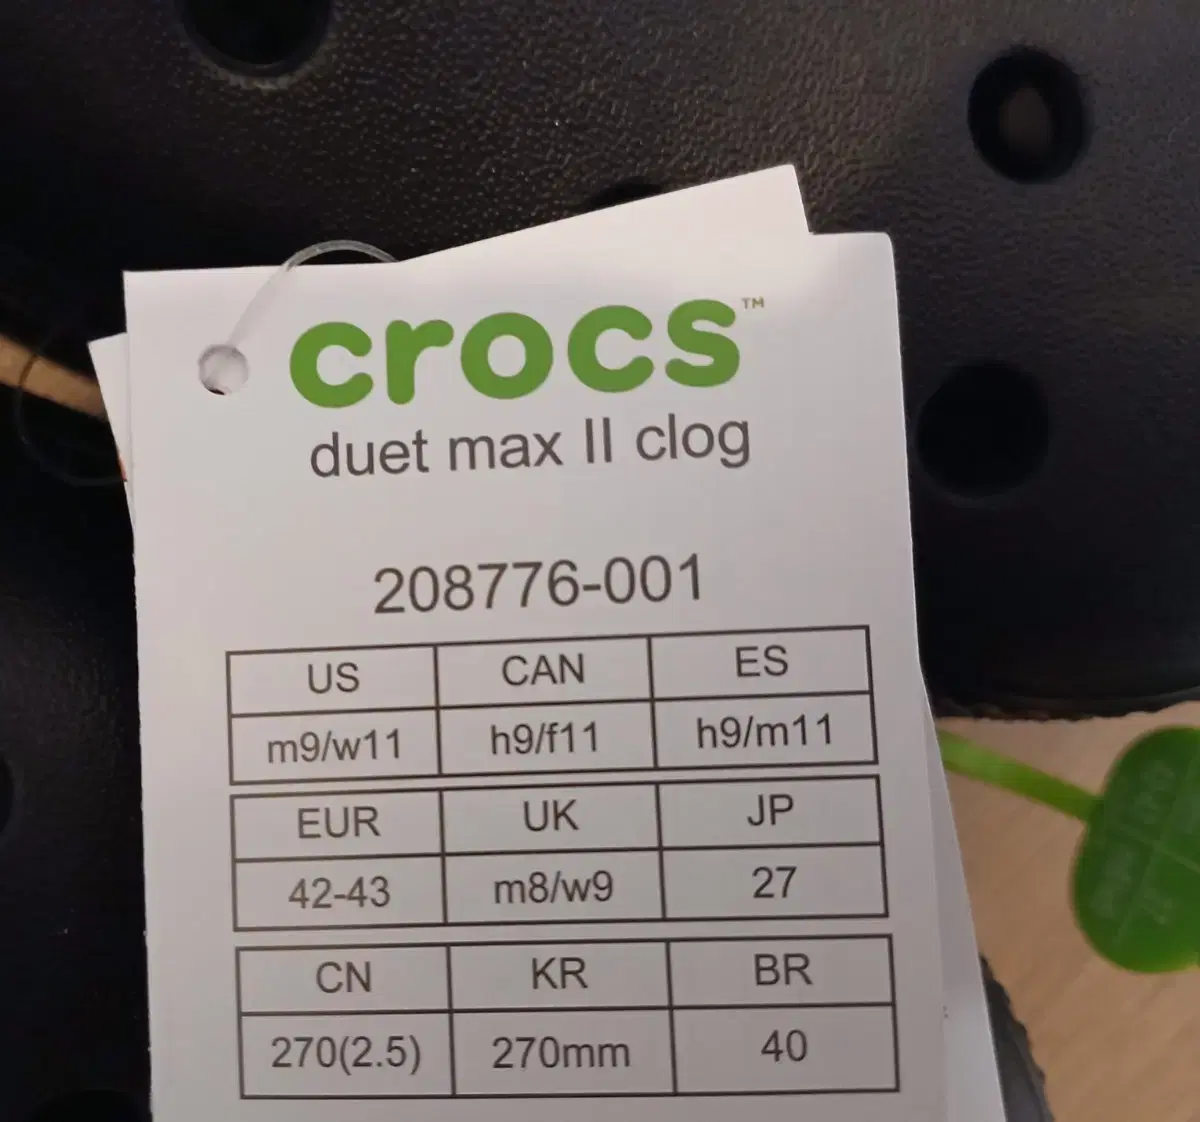 crocs™
duet max II clog
208776-001
US CAN ES
m9/w11 h9/f11 h9/m11
EUR UK JP
42-43 m8/w9 27
CN KR BR
270(2.5) 270mm 40